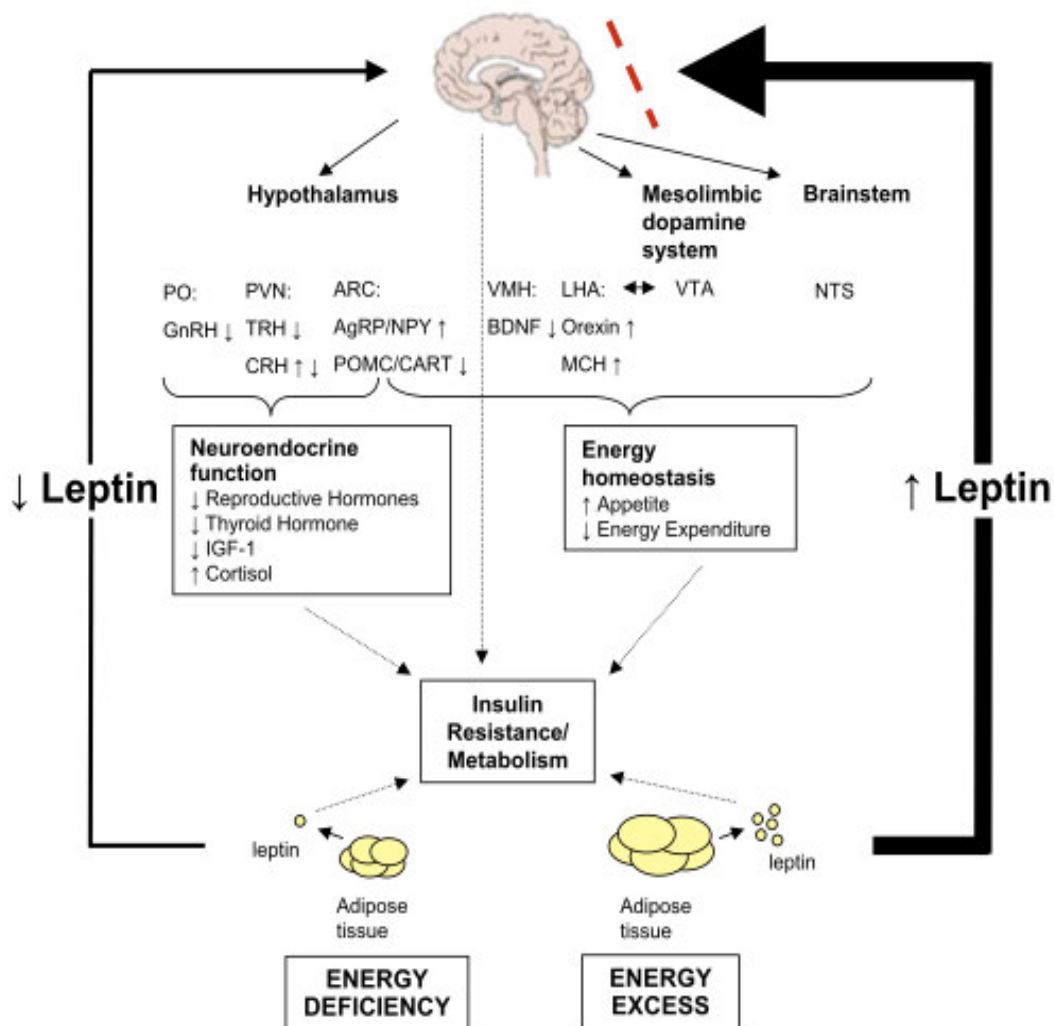 Hypothalamus
Mesolimbic
dopamine
system
Brainstem
PO:
PVN:
ARC:
VMH:
LHA:
VTA
NTS
GnRH ↓
TRH ↓
AgRP/NPY ↑
BDNF ↓
Orexin ↑
CRH ↑ ↓
POMC/CART ↓
MCH ↑
↓ Leptin
Neuroendocrine
function
↓ Reproductive Hormones
↓ Thyroid Hormone
↓ IGF-1
↑ Cortisol
Energy
homeostasis
↑ Appetite
↓ Energy Expenditure
↑ Leptin
Insulin
Resistance/
Metabolism
leptin
Adipose
tissue
ENERGY
DEFICIENCY
leptin
Adipose
tissue
ENERGY
EXCESS